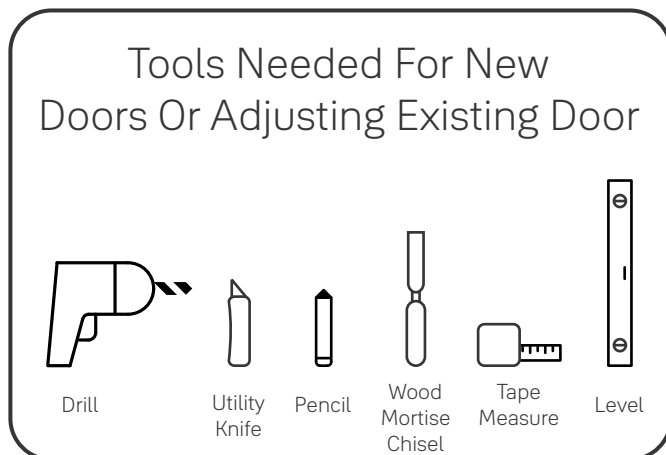 Tools Needed For New
Doors Or Adjusting Existing Door
Drill
Utility
Knife
Pencil
Wood
Mortise
Chisel
Tape
Measure
Level